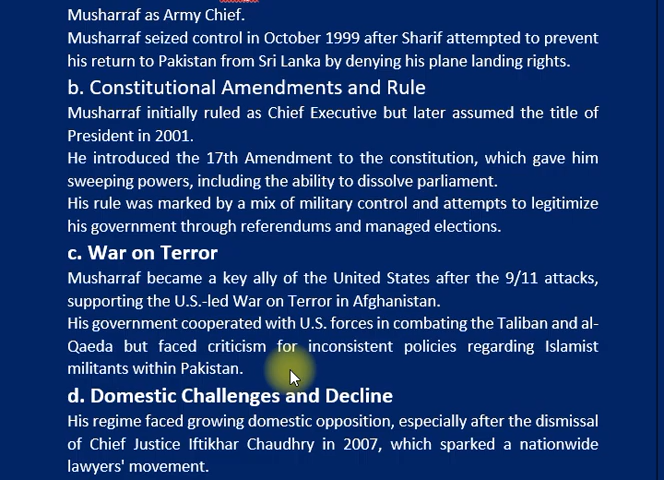 Musharraf as Army Chief.
Musharraf seized control in October 1999 after Sharif attempted to prevent
his return to Pakistan from Sri Lanka by denying his plane landing rights.
b. Constitutional Amendments and Rule
Musharraf initially ruled as Chief Executive but later assumed the title of
President in 2001.
He introduced the 17th Amendment to the constitution, which gave him
sweeping powers, including the ability to dissolve parliament.
His rule was marked by a mix of military control and attempts to legitimize
his government through referendums and managed elections.
c. War on Terror
Musharraf became a key ally of the United States after the 9/11 attacks,
supporting the U.S.-led War on Terror in Afghanistan.
His government cooperated with U.S. forces in combating the Taliban and al-
Qaeda but faced criticism for inconsistent policies regarding Islamist
militants within Pakistan.
d. Domestic Challenges and Decline
His regime faced growing domestic opposition, especially after the dismissal
of Chief Justice Iftikhar Chaudhry in 2007, which sparked a nationwide
lawyers' movement.